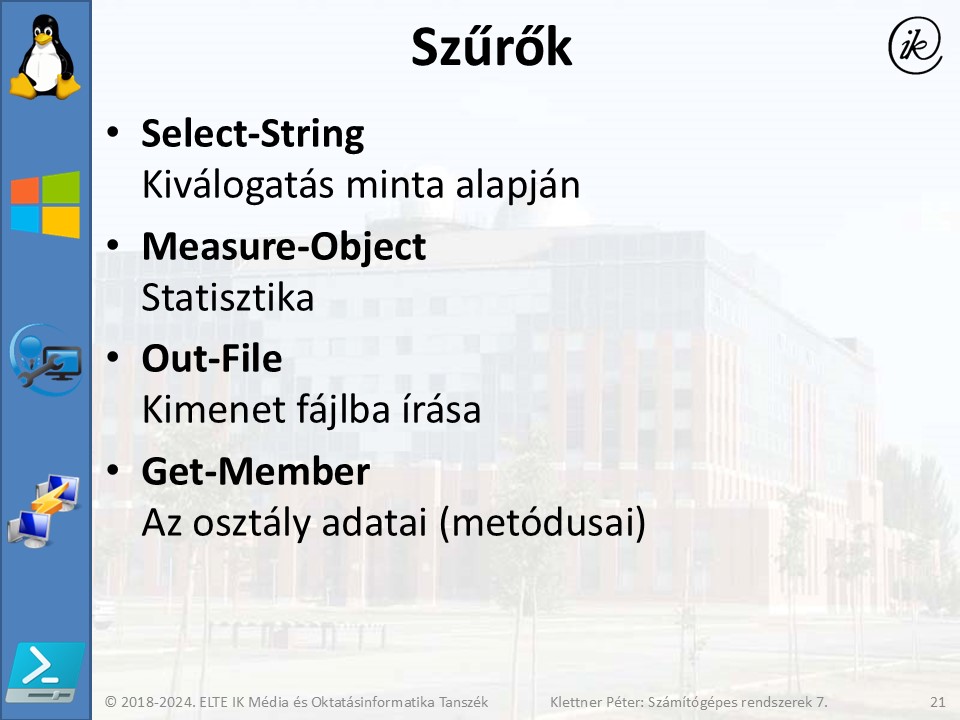 Szűrők
ik
• Select-String
Kiválogatás minta alapján
• Measure-Object
Statisztika
• Out-File
Kimenet fájlba írása
• Get-Member
Az osztály adatai (metódusai)
© 2018-2024. ELTE IK Média és Oktatásinformatika Tanszék Klettner Péter: Számítógépes rendszerek 7. 21